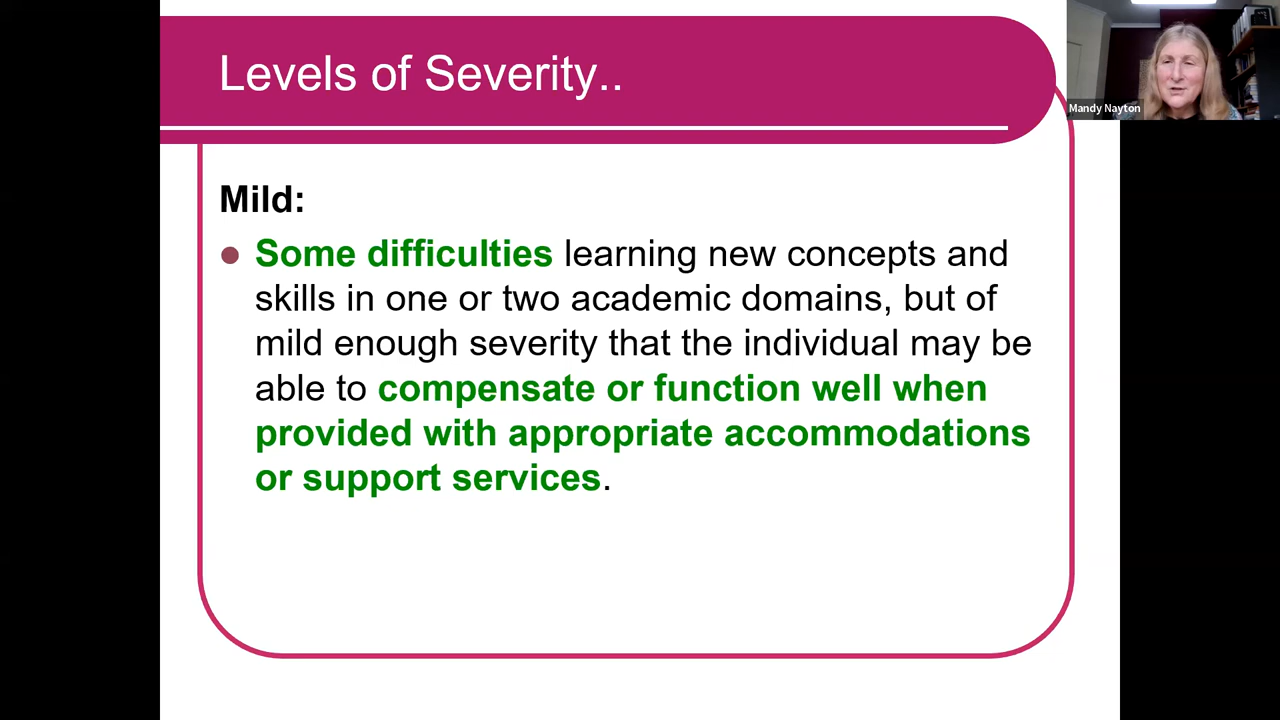 Levels of Severity..
Mandy Nayton
Mild:
Some difficulties learning new concepts and
skills in one or two academic domains, but of
mild enough severity that the individual may be
able to compensate or function well when
provided with appropriate accommodations
or support services.